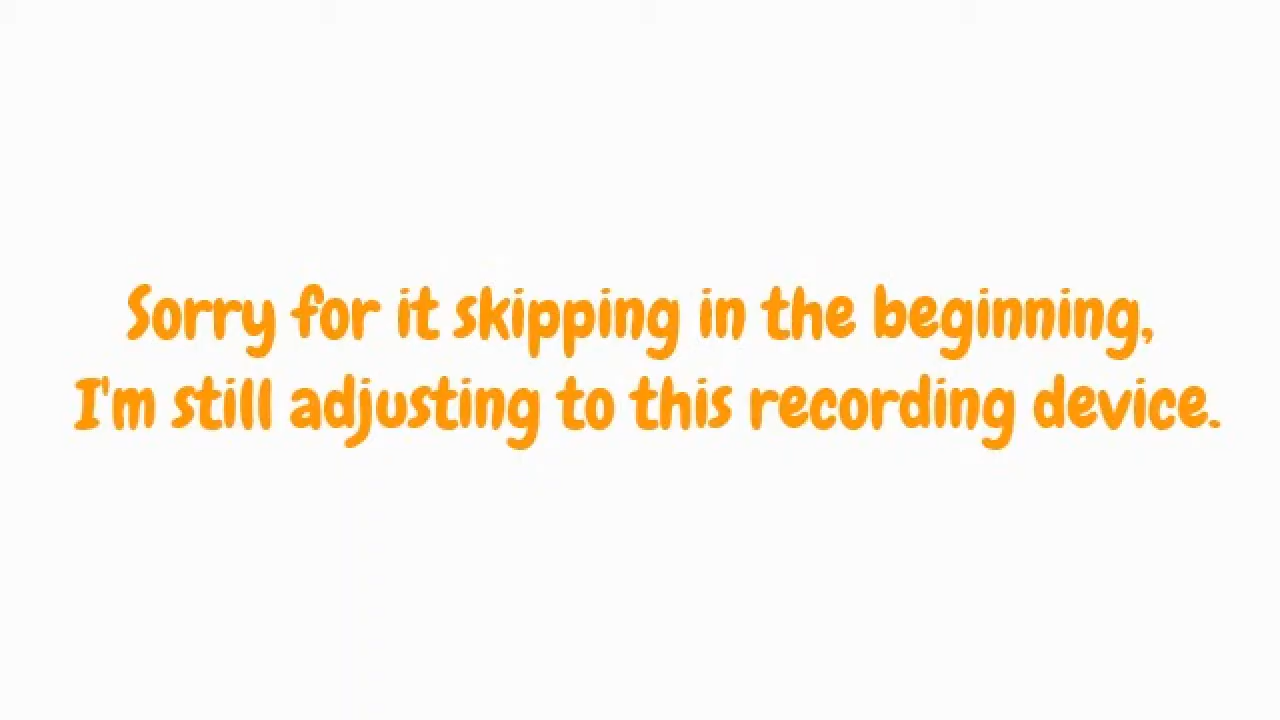 Sorry for it skipping in the beginning,
I'm still adjusting to this recording device.